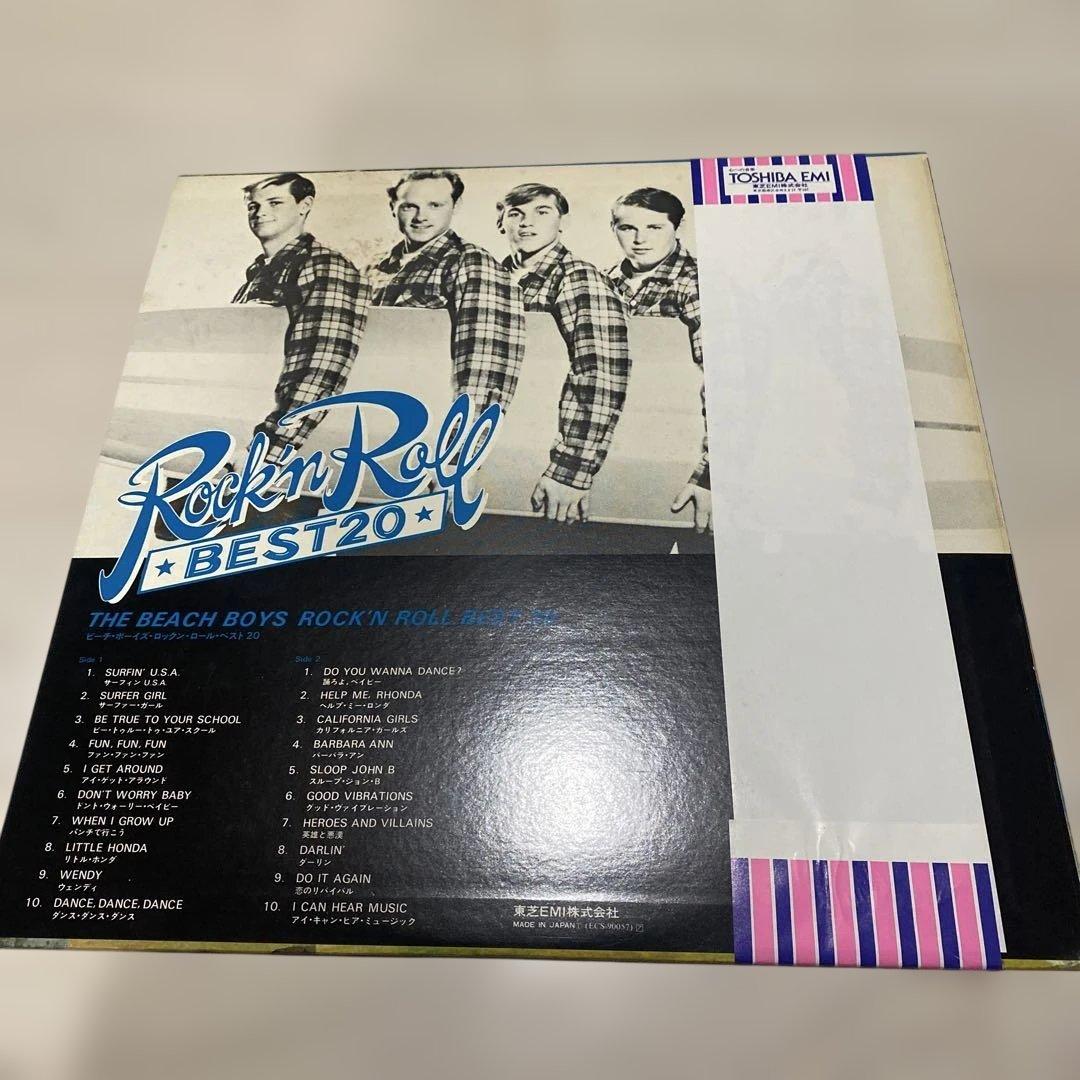 TOSHIBA EMI
東芝EMI株式会社
Rock'n Roll
★BEST20★
THE BEACH BOYS ROCK'N ROLL BEST 20
ビーチ・ボーイズ・ロックン・ロール・ベスト20
Side 1
1. SURFIN' U.S.A.
サーフィン U.S.A.
2. SURFER GIRL
サーファー・ガール
3. BE TRUE TO YOUR SCHOOL
ビー・トゥルー・トゥ・ユア・スクール
4. FUN, FUN, FUN
ファン・ファン・ファン
5. I GET AROUND
アイ・ゲット・アラウンド
6. DON'T WORRY BABY
ドント・ウォーリー・ベイビー
7. WHEN I GROW UP
パンチで行こう
8. LITTLE HONDA
リトル・ホンダ
9. WENDY
ウェンディ
10. DANCE, DANCE, DANCE
ダンス・ダンス・ダンス
Side 2
1. DO YOU WANNA DANCE?
踊ろよ、ベイビー
2. HELP ME, RHONDA
ヘルプ・ミー・ロンダ
3. CALIFORNIA GIRLS
カリフォルニア・ガールズ
4. BARBARA ANN
バーバラ・アン
5. SLOOP JOHN B
スループ・ジョン・B
6. GOOD VIBRATIONS
グッド・ヴァイブレーション
7. HEROES AND VILLAINS
英雄と悪漢
8. DARLIN'
ダーリン
9. DO IT AGAIN
恋のリバイバル
10. I CAN HEAR MUSIC
アイ・キャン・ヒア・ミュージック
東芝EMI株式会社
MADE IN JAPAN (ECS-90057)